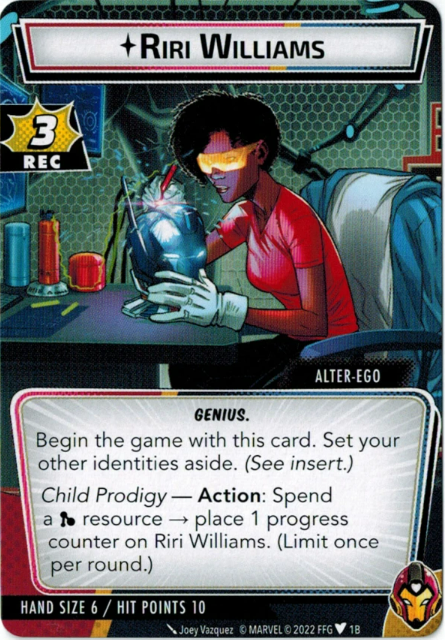 RIRI WILLIAMS
3
REC
ALTER-EGO
GENIUS.
Begin the game with this card. Set your
other identities aside. (See insert.)
Child Prodigy — Action: Spend
a resource → place 1 progress
counter on Riri Williams. (Limit once
per round.)
HAND SIZE 6 / HIT POINTS 10
Joey Vazquez © MARVEL © 2022 FFG 1B